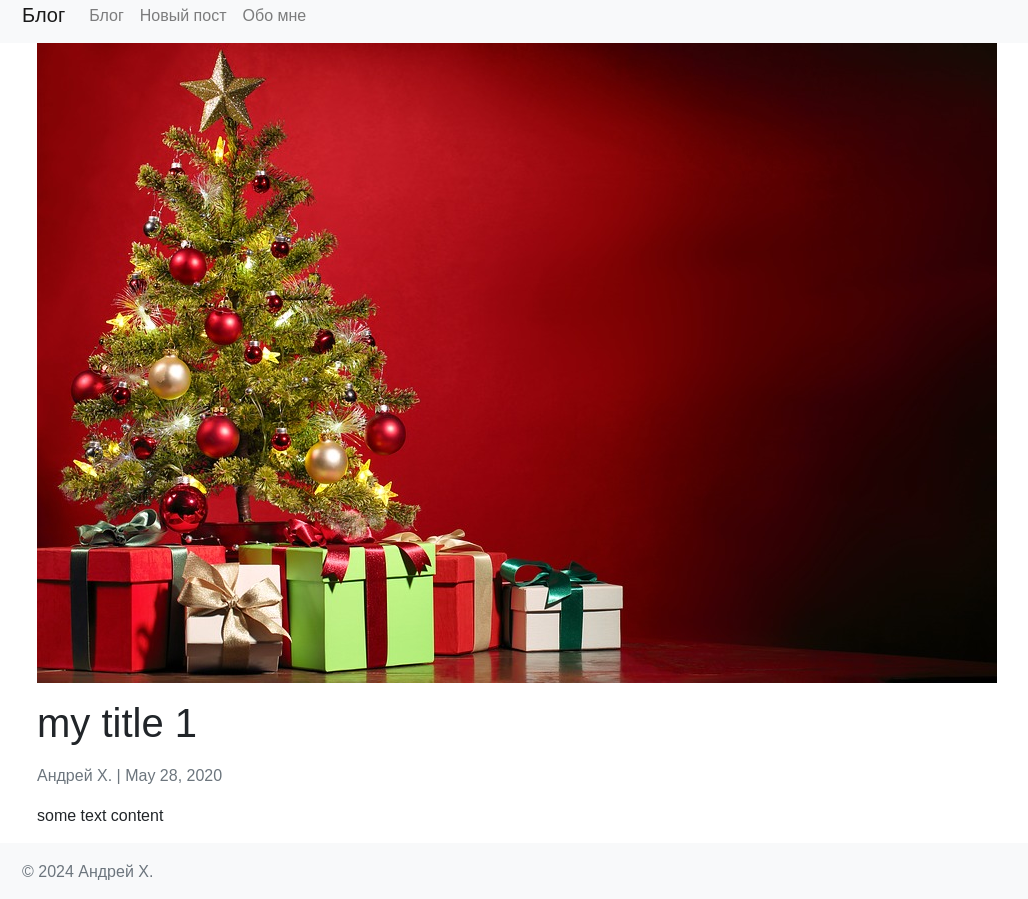 Блог Блог Новый пост Обо мне
my title 1
Андрей Х. | May 28, 2020
some text content
© 2024 Андрей Х.